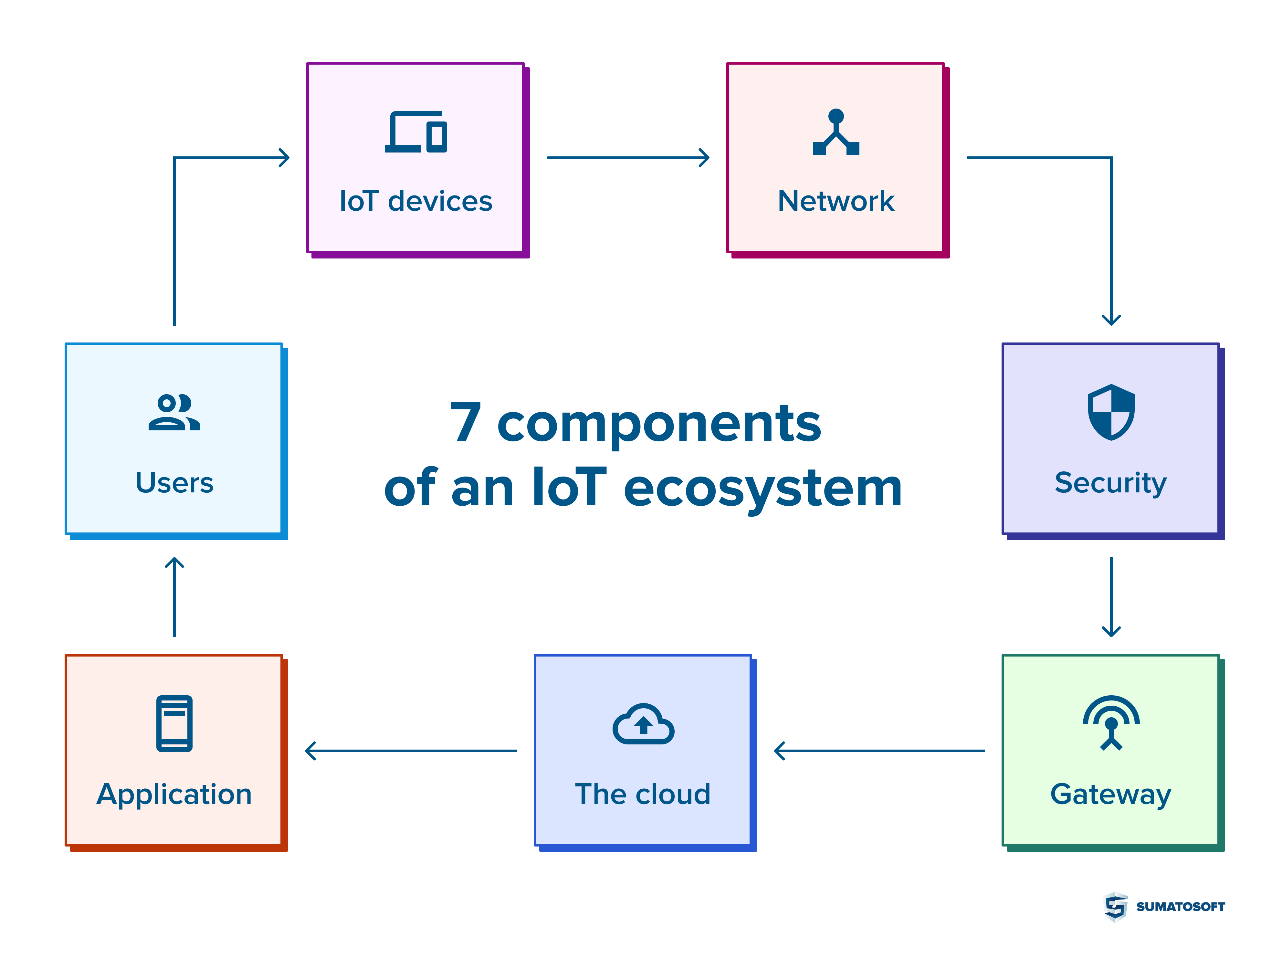 IoT devices
Network
Users
7 components
of an IoT ecosystem
Security
Application
The cloud
Gateway
SUMATOSOFT